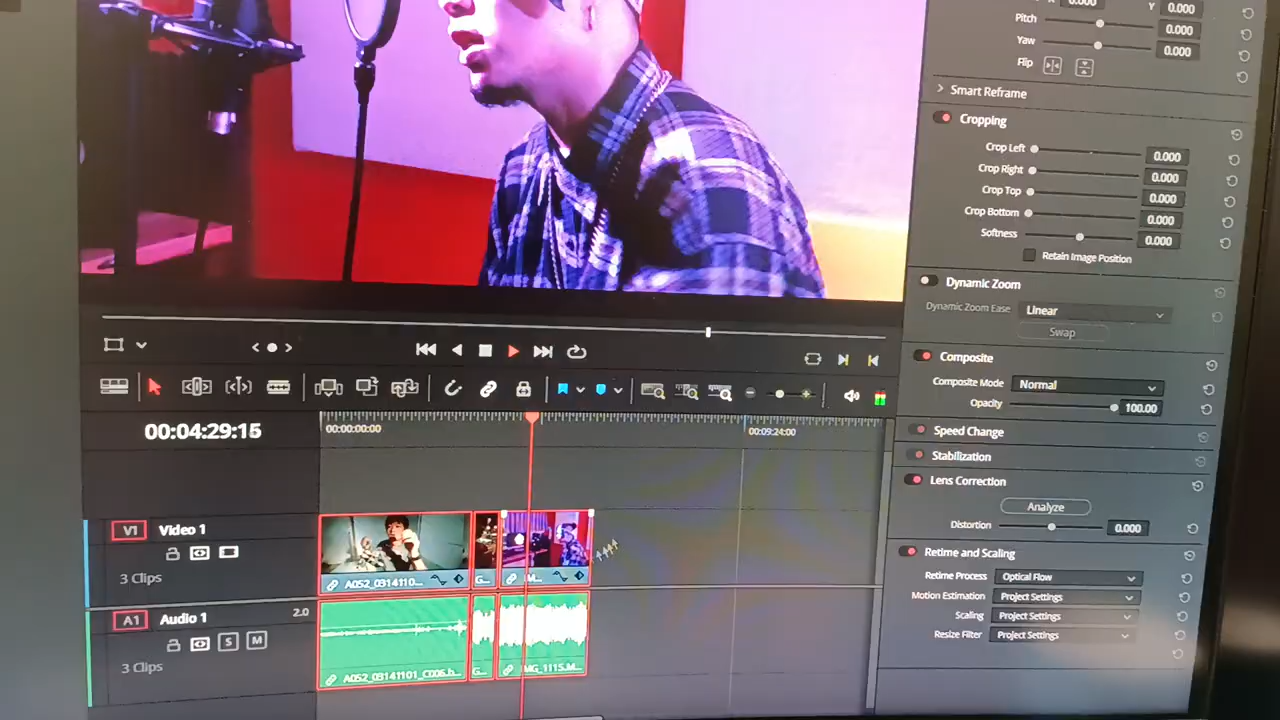 X 0.000 Y 0.000
Pitch 0.000
Yaw 0.000
Flip
Smart Reframe
Cropping
Crop Left 0.000
Crop Right 0.000
Crop Top 0.000
Crop Bottom 0.000
Softness 0.000
Retain Image Position
Dynamic Zoom
Dynamic Zoom Ease Linear
Swap
Composite
Composite Mode Normal
Opacity 100.00
Speed Change
Stabilization
Lens Correction
Analyze
Distortion 0.000
Retime and Scaling
Retime Process Optical Flow
Motion Estimation Project Settings
Scaling Project Settings
Resize Filter Project Settings
00:04:29:15
00:00:00:00
00:09:24:00
V1 Video 1
3 Clips
A052_0314110...
G...
M...
A1 Audio 1 2.0
S M
3 Clips
A052_03141101_C006.h...
G...
IMG_1115.M...